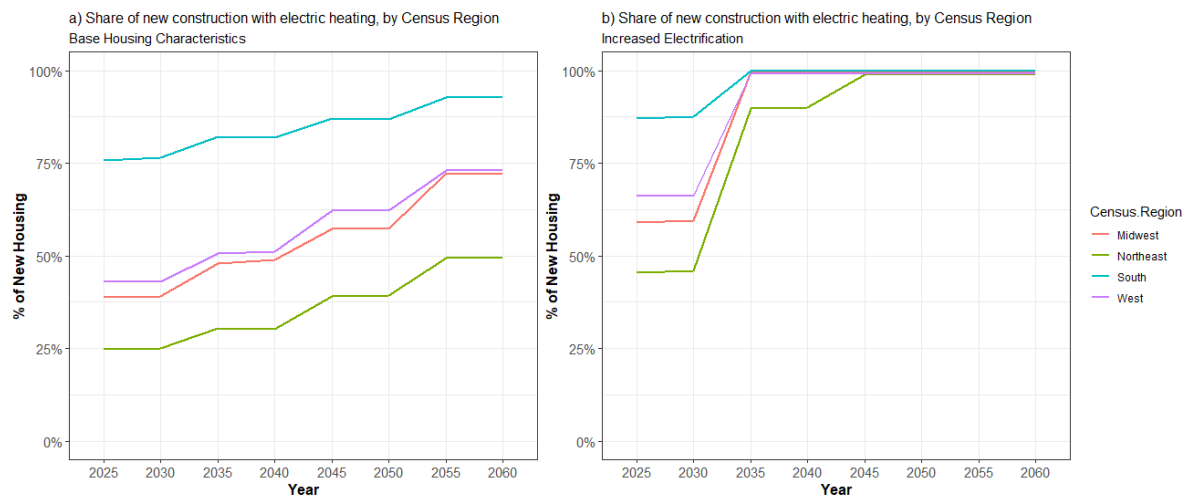 a) Share of new construction with electric heating, by Census Region
Base Housing Characteristics
% of New Housing
100%
75%
50%
25%
0%
2025 2030 2035 2040 2045 2050 2055 2060
Year
b) Share of new construction with electric heating, by Census Region
Increased Electrification
% of New Housing
100%
75%
50%
25%
0%
2025 2030 2035 2040 2045 2050 2055 2060
Year
Census.Region
Midwest
Northeast
South
West